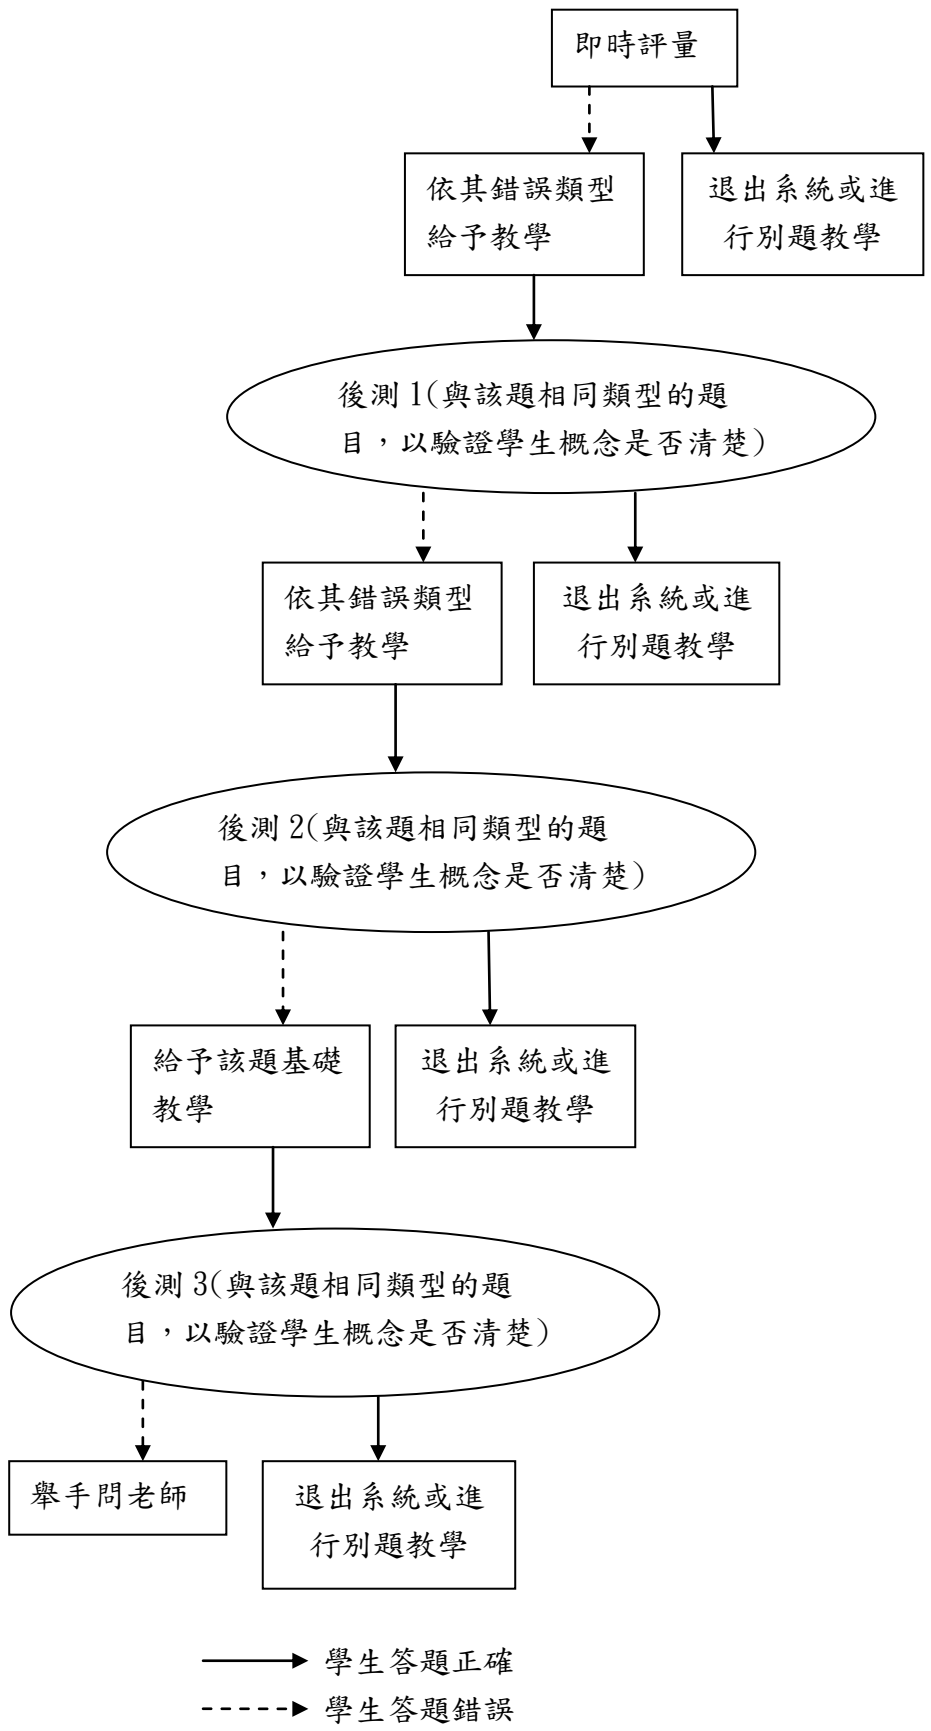 即時評量
依其錯誤類型
給予教學
退出系統或進
行別題教學
後測 1(與該題相同類型的題
目，以驗證學生概念是否清楚)
依其錯誤類型
給予教學
退出系統或進
行別題教學
後測 2(與該題相同類型的題
目，以驗證學生概念是否清楚)
給予該題基礎
教學
退出系統或進
行別題教學
後測 3(與該題相同類型的題
目，以驗證學生概念是否清楚)
舉手問老師
退出系統或進
行別題教學
學生答題正確
學生答題錯誤